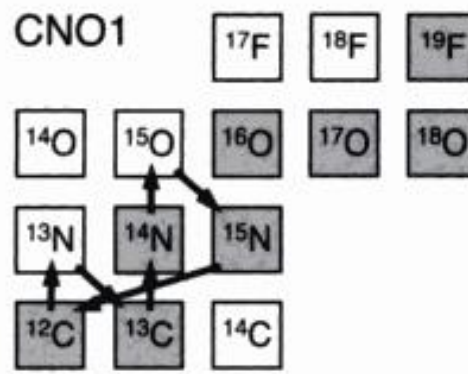 CNO1
¹⁷F ¹⁸F ¹⁹F
¹⁴O ¹⁵O ¹⁶O ¹⁷O ¹⁸O
¹³N ¹⁴N ¹⁵N
¹²C ¹³C ¹⁴C